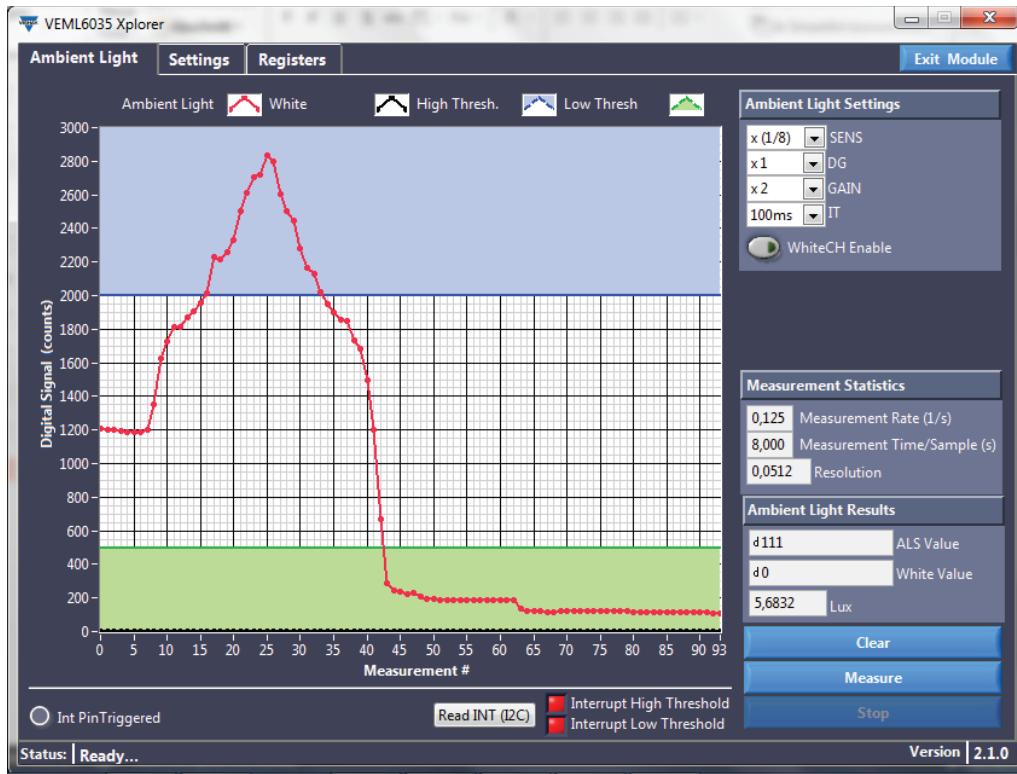 VEML6035 Xplorer
Ambient Light Settings Registers Exit Module
Ambient Light White High Thresh. Low Thresh
3000
2800
2600
2400
2200
2000
1800
1600
1400
1200
1000
800
600
400
200
0
Digital Signal (counts)
0 5 10 15 20 25 30 35 40 45 50 55 60 65 70 75 80 85 90 93
Measurement #
Ambient Light Settings
x (1/8) SENS
x 1 DG
x 2 GAIN
100ms IT
WhiteCH Enable
Measurement Statistics
0,125 Measurement Rate (1/s)
8,000 Measurement Time/Sample (s)
0,0512 Resolution
Ambient Light Results
d 111 ALS Value
d 0 White Value
5,6832 Lux
Clear
Measure
Stop
Int PinTriggered
Read INT (I2C)
Interrupt High Threshold
Interrupt Low Threshold
Status: Ready...
Version 2.1.0